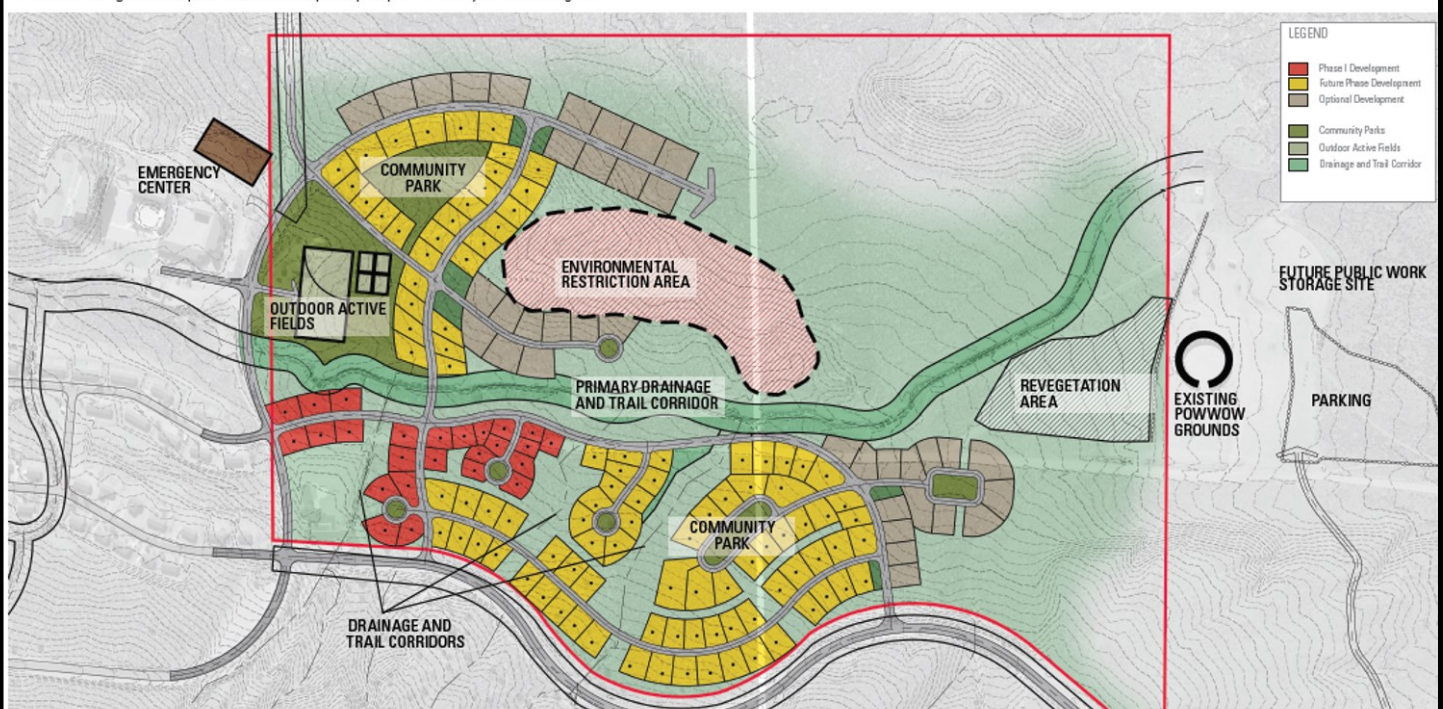 LEGEND
Phase I Development
Future Phase Development
Optional Development
Community Parks
Outdoor Active Fields
Drainage and Trail Corridor
EMERGENCY
CENTER
COMMUNITY
PARK
ENVIRONMENTAL
RESTRICTION AREA
OUTDOOR ACTIVE
FIELDS
FUTURE PUBLIC WORK
STORAGE SITE
PRIMARY DRAINAGE
AND TRAIL CORRIDOR
REVEGETATION
AREA
EXISTING
POWWOW
GROUNDS
PARKING
COMMUNITY
PARK
DRAINAGE AND
TRAIL CORRIDORS